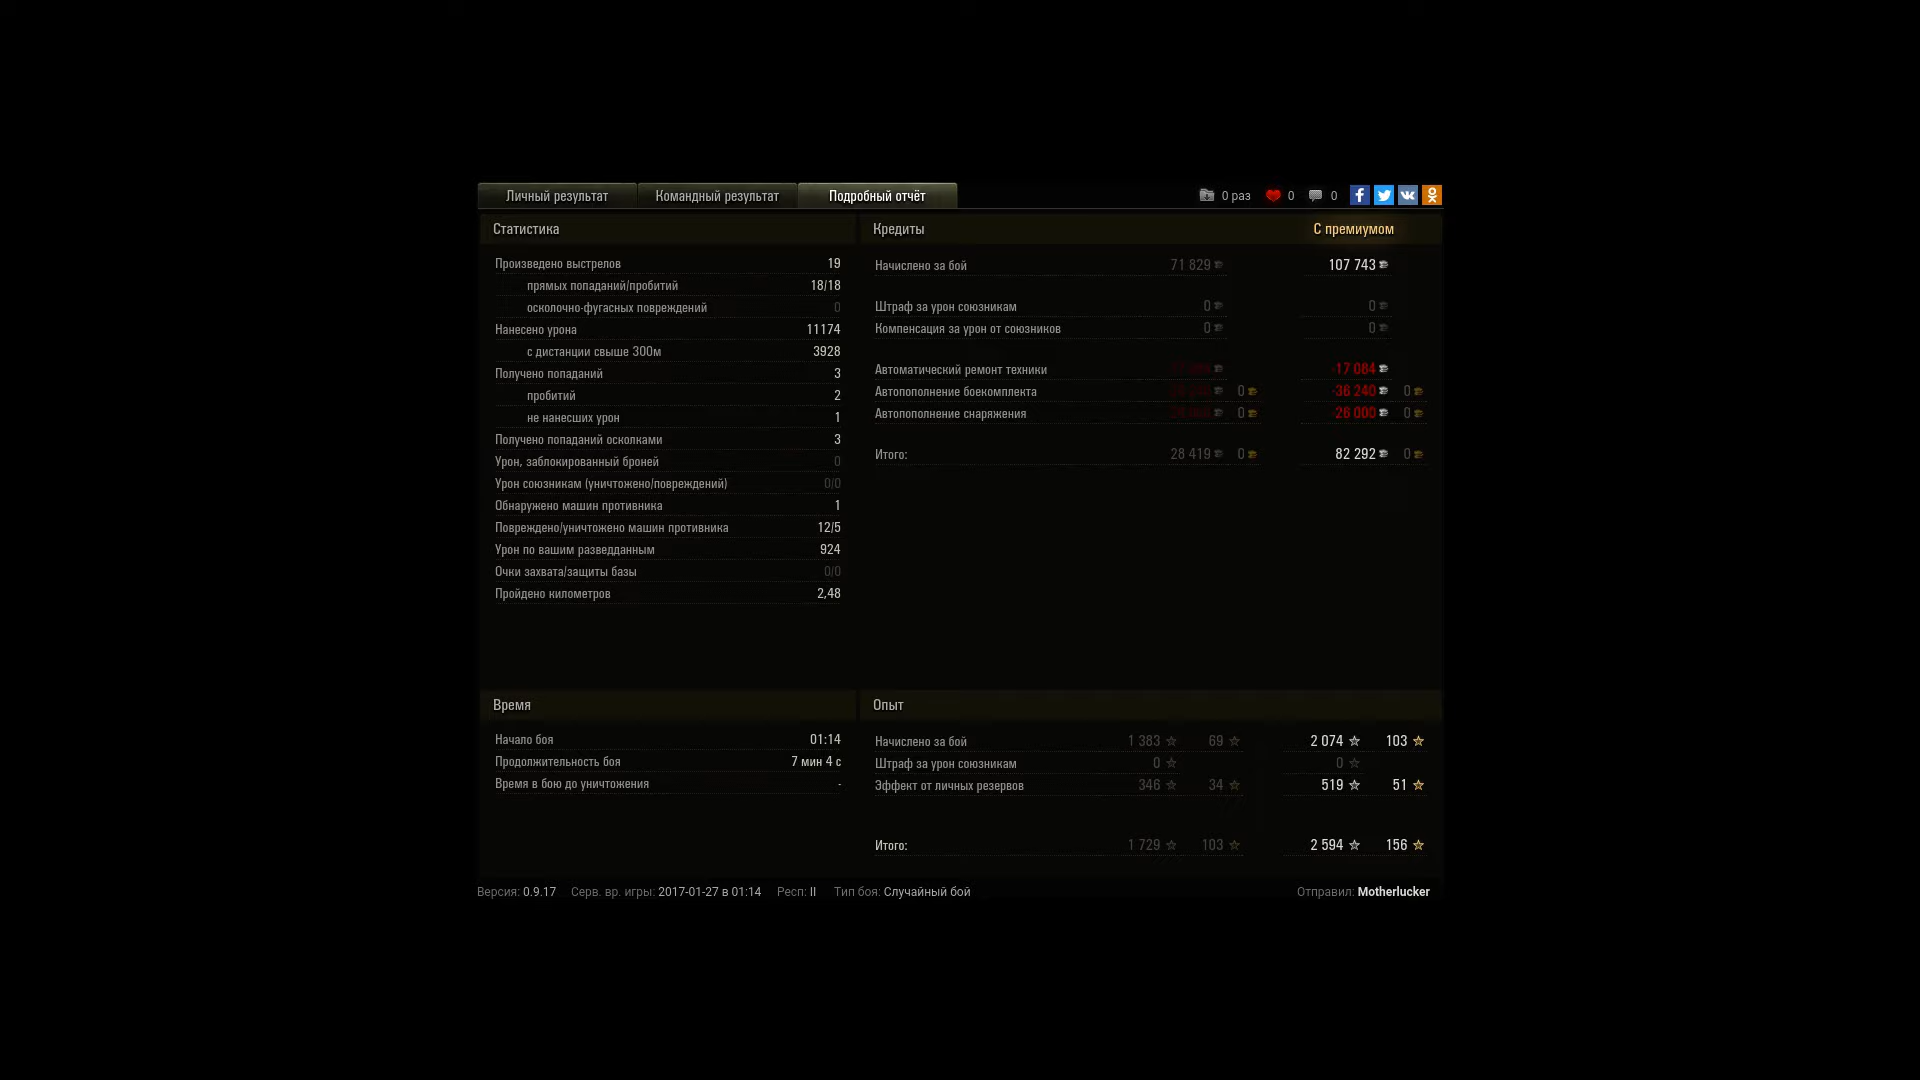 Личный результат Командный результат Подробный отчёт 0 раз 0 0
Статистика
Произведено выстрелов 19
прямых попаданий/пробитий 18/18
осколочно-фугасных повреждений 0
Нанесено урона 11174
с дистанции свыше 300м 3928
Получено попаданий 3
пробитий 2
не нанесших урон 1
Получено попаданий осколками 3
Урон, заблокированный броней 0
Урон союзникам (уничтожено/повреждений) 0/0
Обнаружено машин противника 1
Повреждено/уничтожено машин противника 12/5
Урон по вашим разведданным 924
Очки захвата/защиты базы 0/0
Пройдено километров 2,48
Кредиты С премиумом
Начислено за бой 71 829 107 743
Штраф за урон союзникам 0 0
Компенсация за урон от союзников 0 0
Автоматический ремонт техники -17 084
Автопополнение боекомплекта 0 -36 240 0
Автопополнение снаряжения 0 -26 000 0
Итого: 28 419 0 82 292 0
Время
Начало боя 01:14
Продолжительность боя 7 мин 4 с
Время в бою до уничтожения -
Опыт
Начислено за бой 1 383 69 2 074 103
Штраф за урон союзникам 0 0
Эффект от личных резервов 346 34 519 51
Итого: 1 729 103 2 594 156
Версия: 0.9.17 Серв. вр. игры: 2017-01-27 в 01:14 Респ: II Тип боя: Случайный бой Отправил: Motherlucker